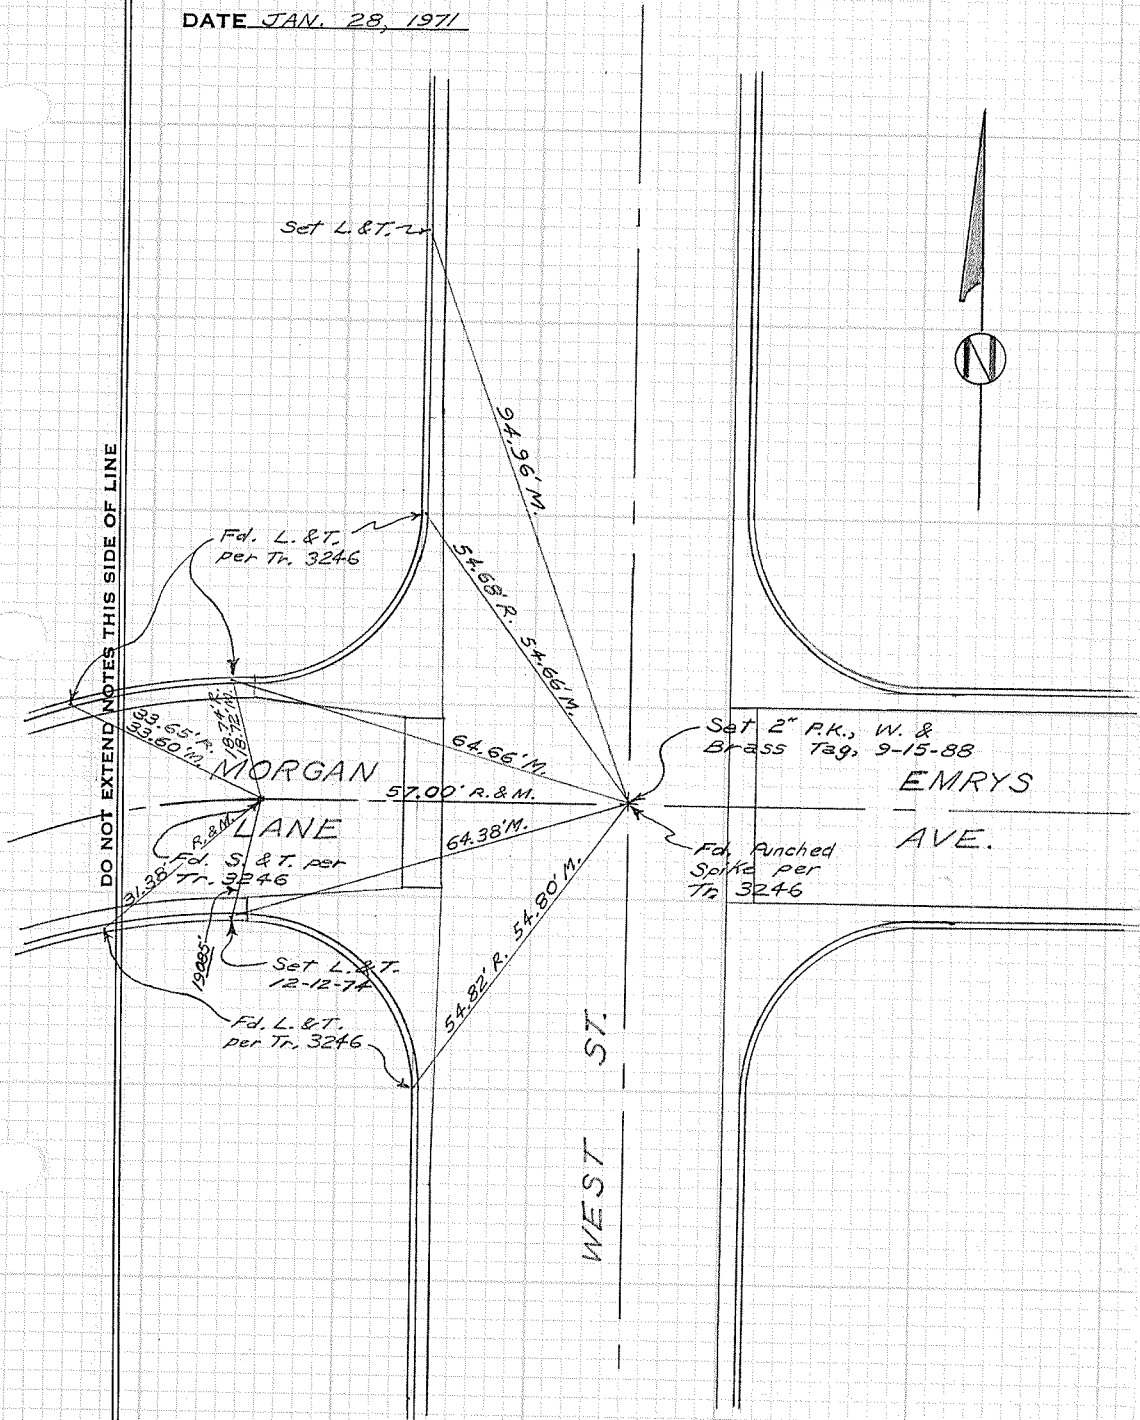 DATE JAN. 28, 1971
Set L. & T.
N
94.96' M.
DO NOT EXTEND NOTES THIS SIDE OF LINE
Fd. L. & T.
per Tr. 3246
54.68' R. 54.66' M.
33.65' R.
33.60' M.
18.74' R.
18.72' M.
64.66' M.
Set 2" P.K., W. &
Brass Tag, 9-15-88
MORGAN
LANE
57.00' R.& M.
EMRYS
AVE.
64.38' M.
Fd. Punched
Spike per
Tr. 3246
31.38' R.& M.
Fd. S. & T. per
Tr. 3246
54.82' R. 54.80' M.
Set L. & T.
12-12-74
Fd. L. & T.
per Tr. 3246
WEST ST.